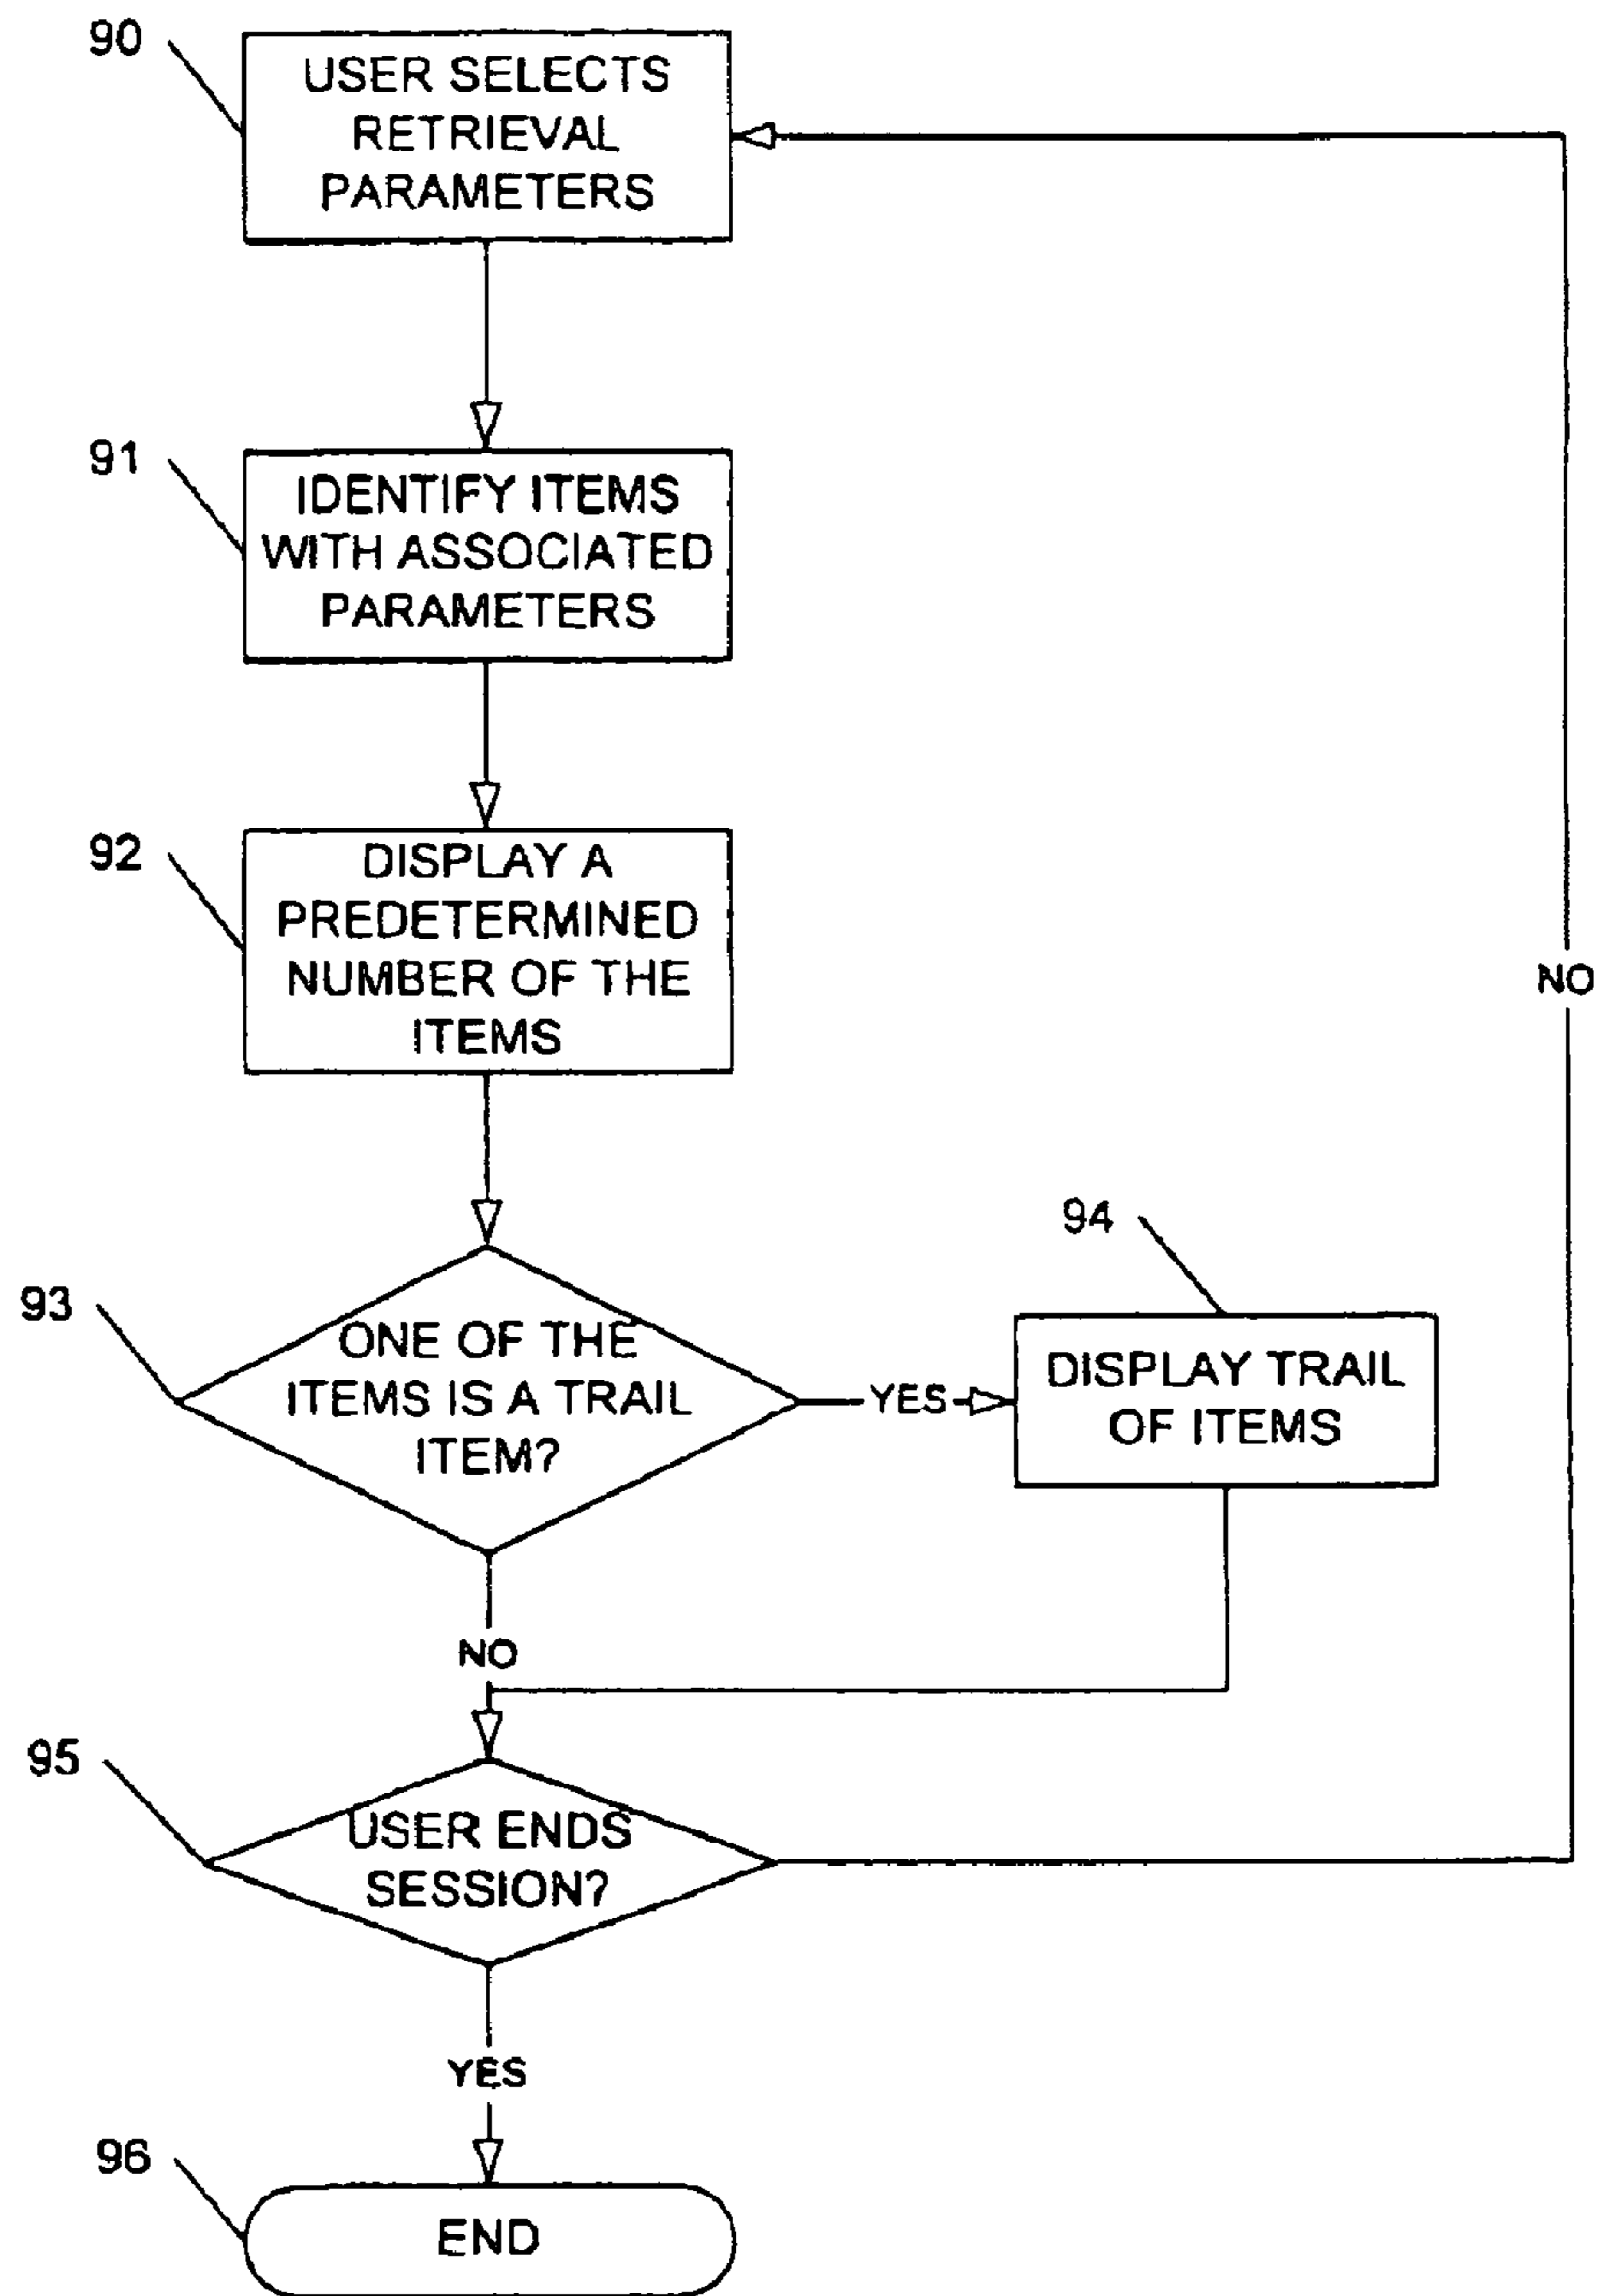 90
USER SELECTS
RETRIEVAL
PARAMETERS
91
IDENTIFY ITEMS
WITH ASSOCIATED
PARAMETERS
92
DISPLAY A
PREDETERMINED
NUMBER OF THE
ITEMS
NO
93
ONE OF THE
ITEMS IS A TRAIL
ITEM?
YES
94
DISPLAY TRAIL
OF ITEMS
NO
95
USER ENDS
SESSION?
YES
96
END